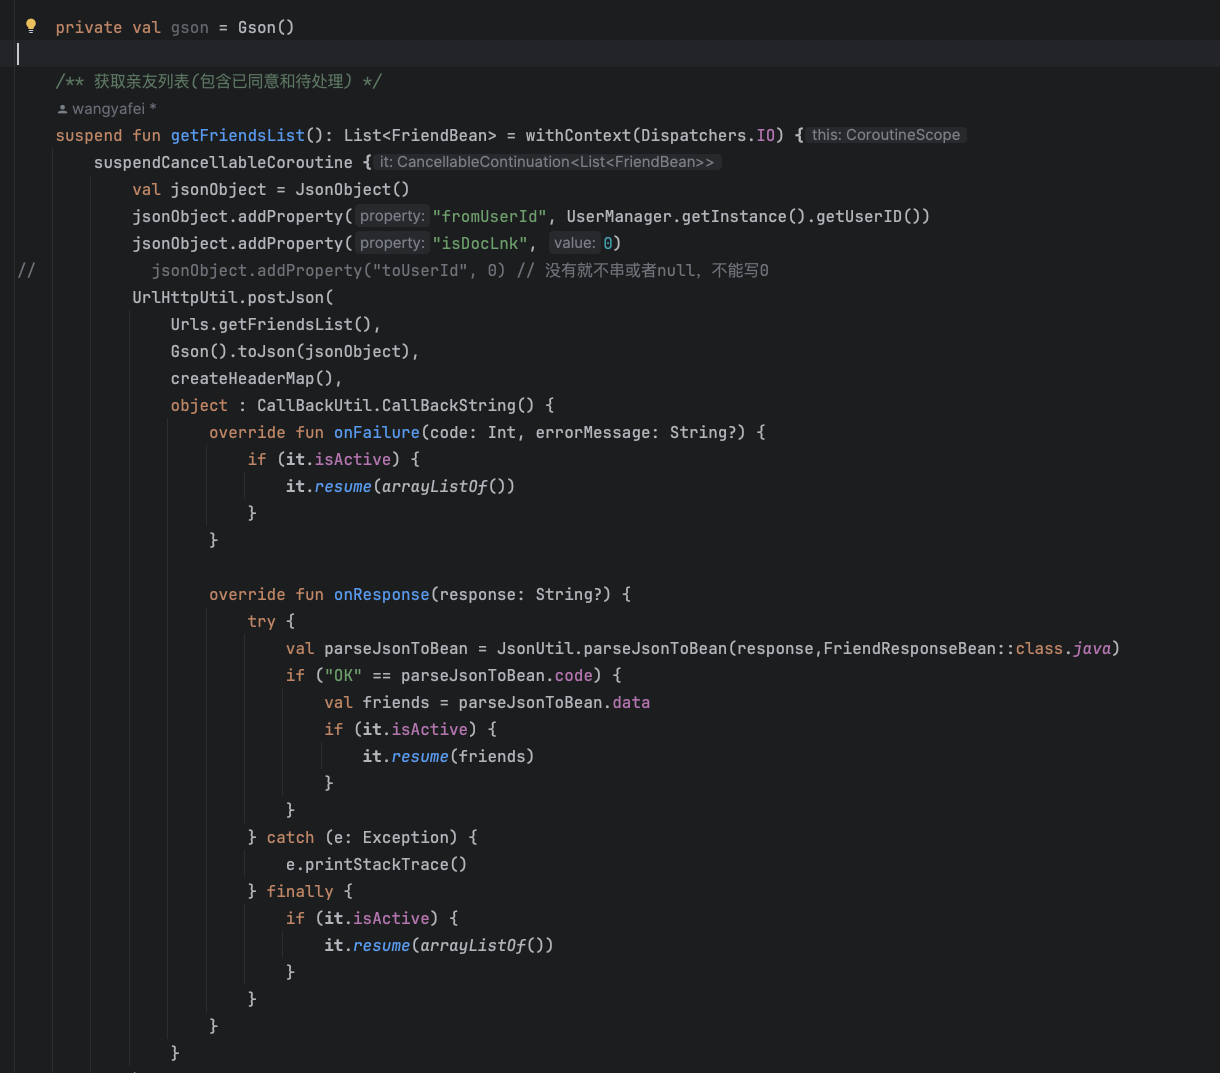 private val gson = Gson()
/** 获取亲友列表(包含已同意和待处理) */
wangyafei *
suspend fun getFriendsList(): List<FriendBean> = withContext(Dispatchers.IO) { this: CoroutineScope
suspendCancellableCoroutine { it: CancellableContinuation<List<FriendBean>>
val jsonObject = JsonObject()
jsonObject.addProperty( property: "fromUserId", UserManager.getInstance().getUserID())
jsonObject.addProperty( property: "isDocLnk", value: 0)
// jsonObject.addProperty("toUserId", 0) // 没有就不串或者null，不能写0
UrlHttpUtil.postJson(
Urls.getFriendsList(),
Gson().toJson(jsonObject),
createHeaderMap(),
object : CallBackUtil.CallBackString() {
override fun onFailure(code: Int, errorMessage: String?) {
if (it.isActive) {
it.resume(arrayListOf())
}
}
override fun onResponse(response: String?) {
try {
val parseJsonToBean = JsonUtil.parseJsonToBean(response,FriendResponseBean::class.java)
if ("OK" == parseJsonToBean.code) {
val friends = parseJsonToBean.data
if (it.isActive) {
it.resume(friends)
}
}
} catch (e: Exception) {
e.printStackTrace()
} finally {
if (it.isActive) {
it.resume(arrayListOf())
}
}
}
}